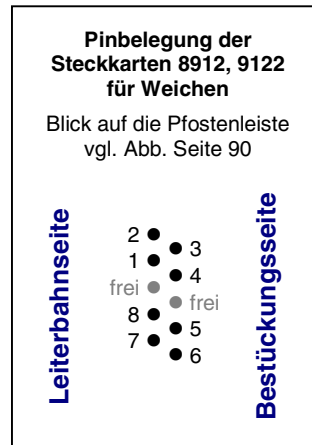 Pinbelegung der
Steckkarten 8912, 9122
für Weichen
Blick auf die Pfostenleiste
vgl. Abb. Seite 90
Leiterbahnseite
2
3
1
4
frei
frei
8
5
7
6
Bestückungsseite